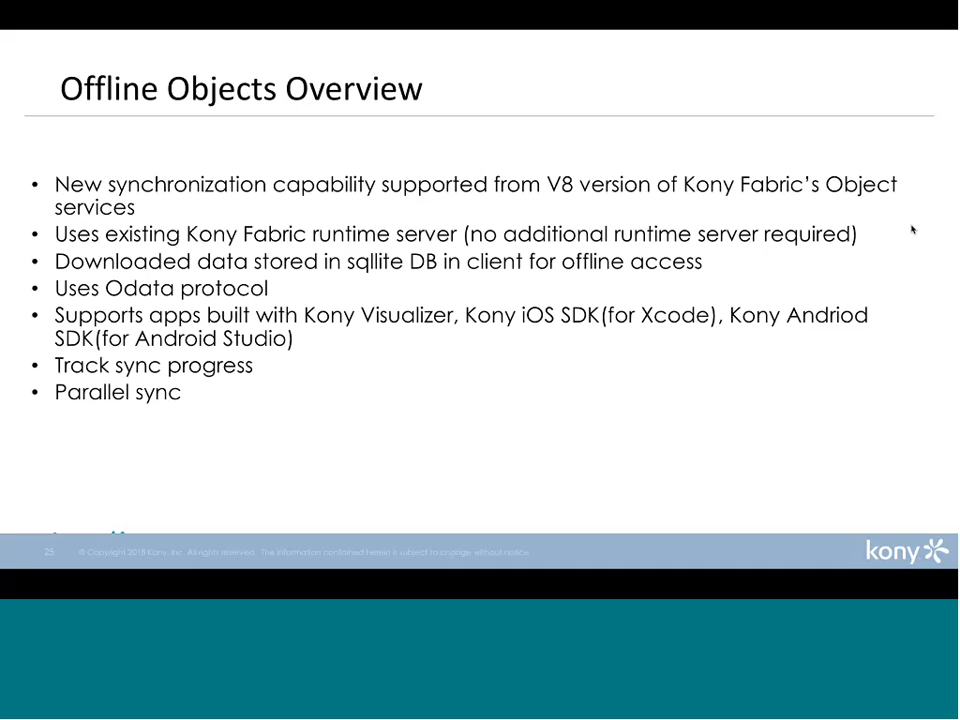 Offline Objects Overview
• New synchronization capability supported from V8 version of Kony Fabric’s Object
services
• Uses existing Kony Fabric runtime server (no additional runtime server required)
• Downloaded data stored in sqllite DB in client for offline access
• Uses Odata protocol
• Supports apps built with Kony Visualizer, Kony iOS SDK(for Xcode), Kony Andriod
SDK(for Android Studio)
• Track sync progress
• Parallel sync
25 © Copyright 2018 Kony, Inc. All rights reserved. The information contained herein is subject to change without notice
kony